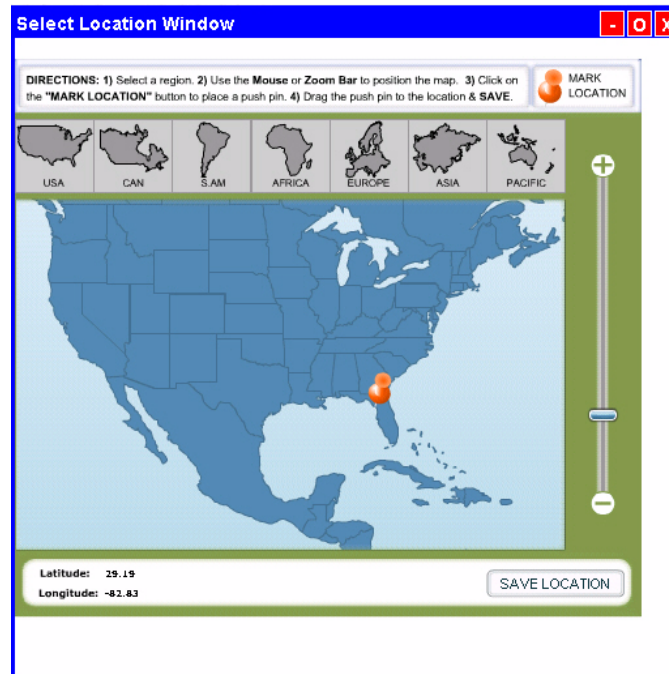 Select Location Window
- O X
DIRECTIONS: 1) Select a region. 2) Use the Mouse or Zoom Bar to position the map. 3) Click on
the "MARK LOCATION" button to place a push pin. 4) Drag the push pin to the location & SAVE.
MARK
LOCATION
USA CAN S.AM AFRICA EUROPE ASIA PACIFIC
Latitude: 29.19
Longitude: -82.83
SAVE LOCATION